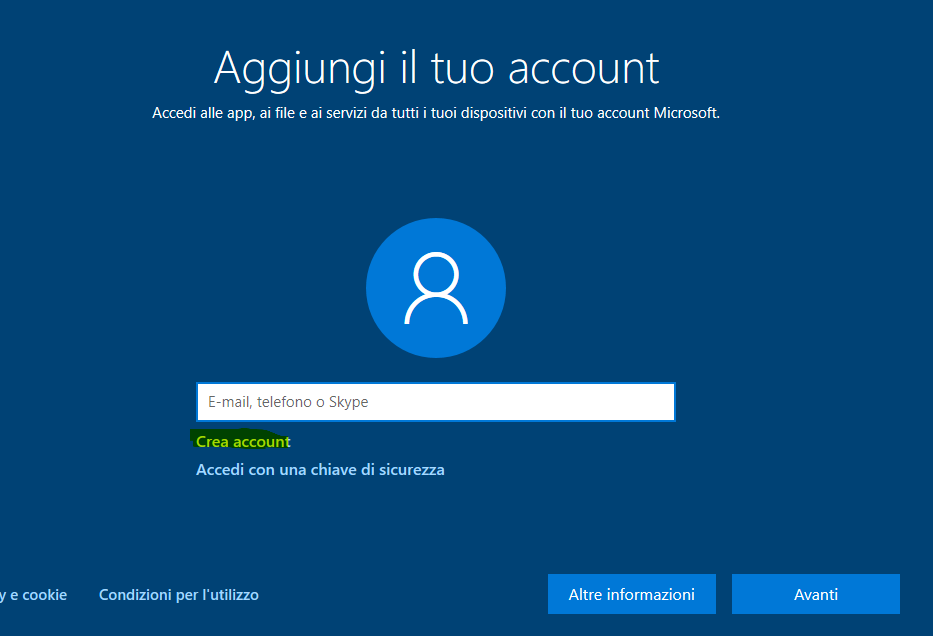 Aggiungi il tuo account
Accedi alle app, ai file e ai servizi da tutti i tuoi dispositivi con il tuo account Microsoft.
E-mail, telefono o Skype
Crea account
Accedi con una chiave di sicurezza
y e cookie
Condizioni per l'utilizzo
Altre informazioni
Avanti